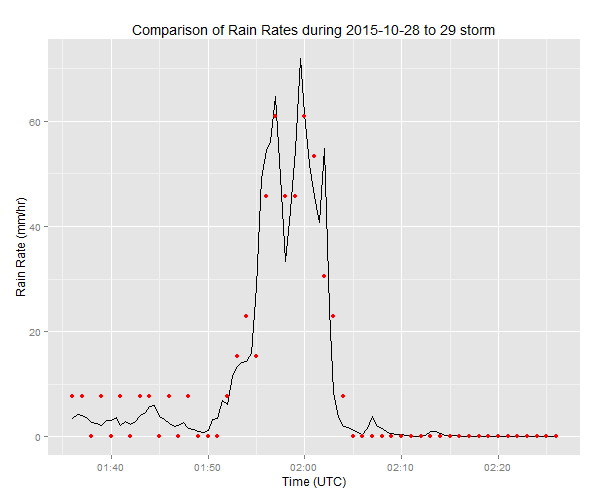 Comparison of Rain Rates during 2015-10-28 to 29 storm
Rain Rate (mm/hr)
60
40
20
0
01:40 01:50 02:00 02:10 02:20
Time (UTC)